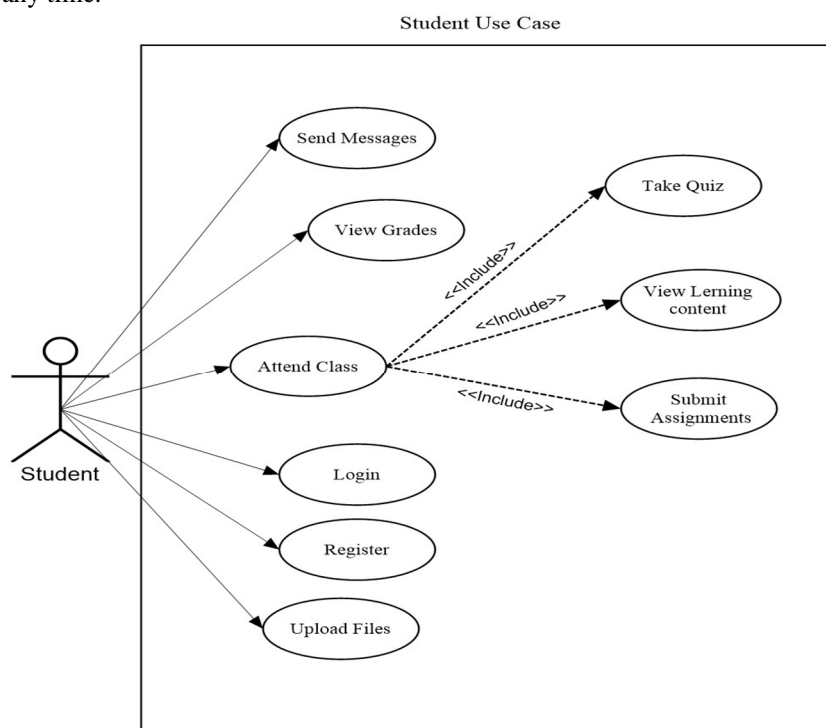 any time.
Student Use Case
Send Messages
View Grades
Attend Class
Login
Register
Upload Files
Student
<<Include>>
<<Include>>
<<Include>>
Take Quiz
View Lerning
content
Submit
Assignments